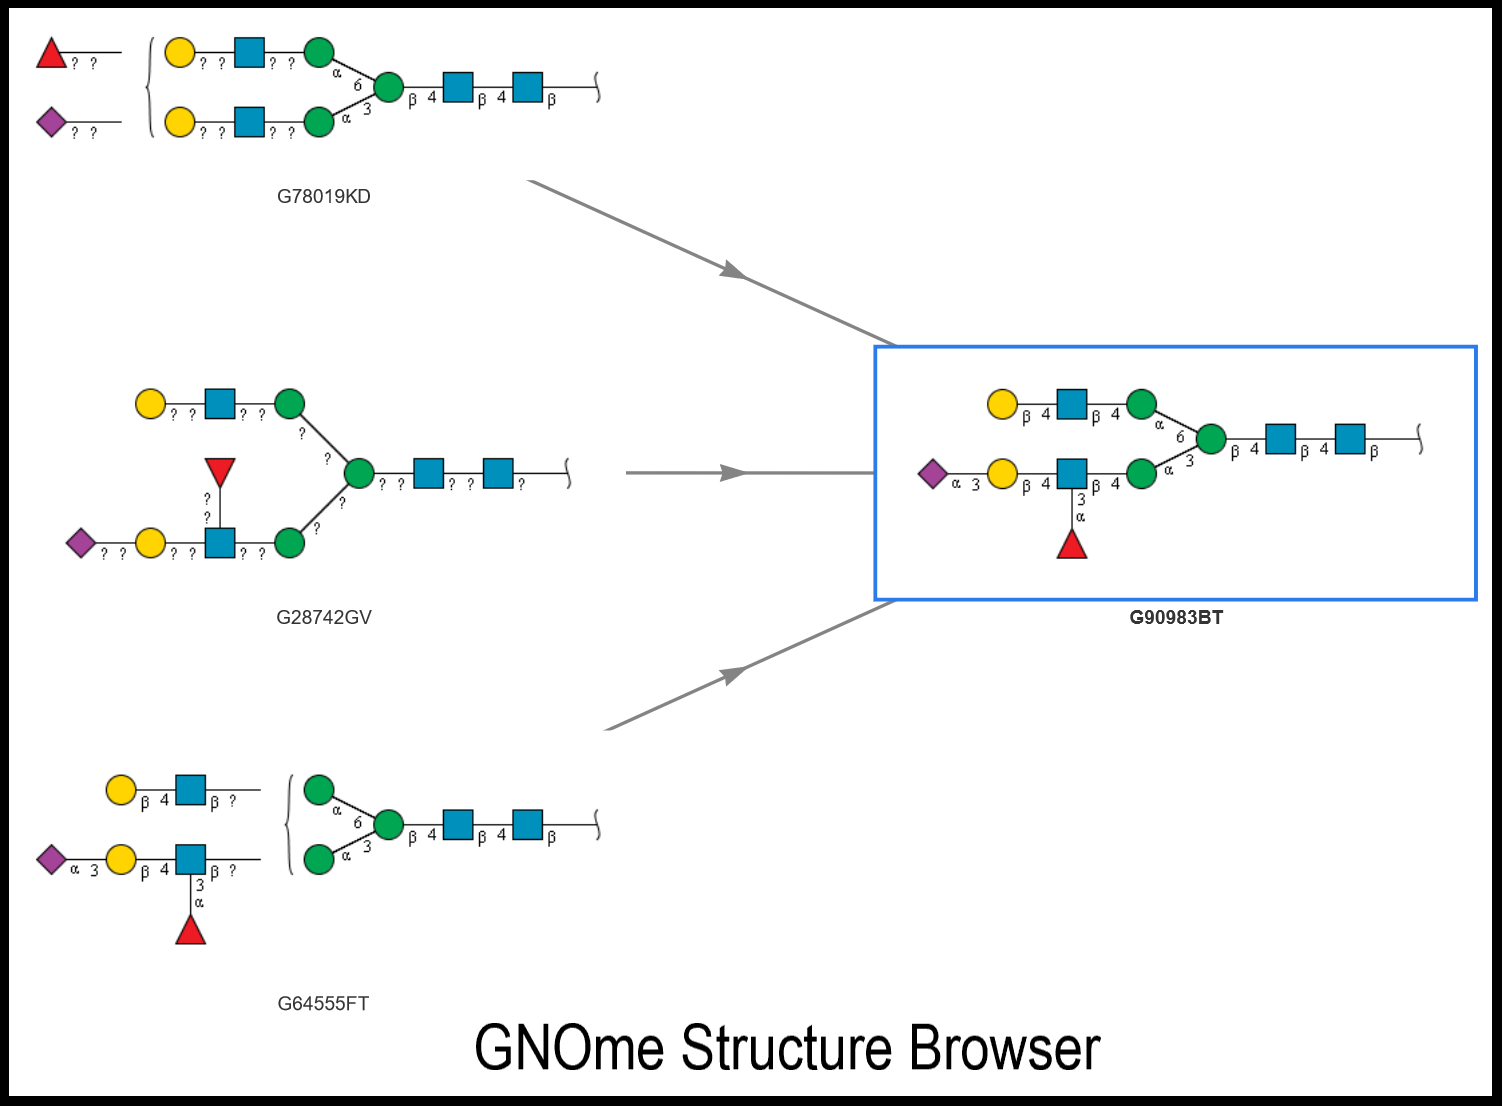 ? ? ? ? ? ? α 6 β 4 β 4 β
? ? ? ? ? ? α 3
G78019KD
? ? ? ? ?
? ? ? ? ? ? ?
? ?
? ? ? ? ? ? ? ?
G28742GV
β 4 β 4 α 6 β 4 β 4 β
α 3 β 4 β 4 α 3
3
α
G90983BT
β 4 β ? α 6 β 4 β 4 β
α 3 β 4 β ? α 3
3
α
G64555FT
GNOme Structure Browser